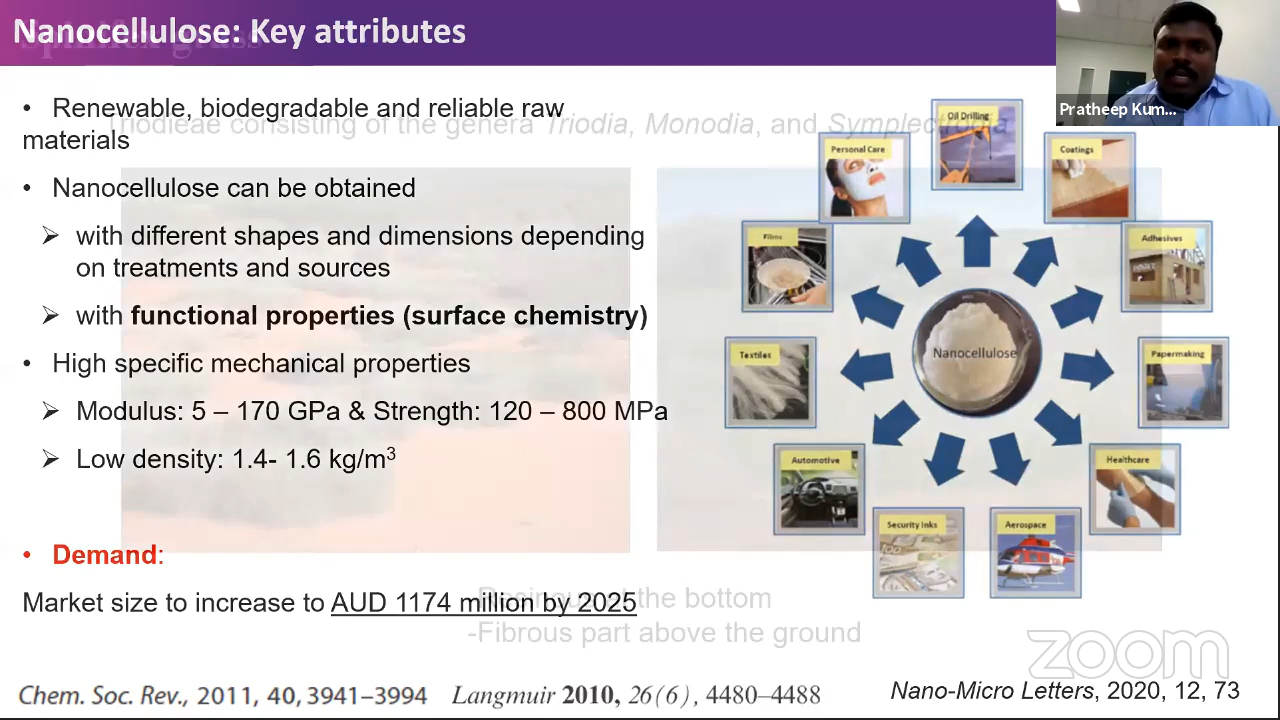 Nanocellulose: Key attributes
Spinifex grass
• Renewable, biodegradable and reliable raw
materials
Triodieae consisting of the genera Triodia, Monodia, and Symplectrodia
• Nanocellulose can be obtained
➢ with different shapes and dimensions depending
on treatments and sources
➢ with functional properties (surface chemistry)
• High specific mechanical properties
➢ Modulus: 5 – 170 GPa & Strength: 120 – 800 MPa
➢ Low density: 1.4- 1.6 kg/m³
• Demand:
Market size to increase to AUD 1174 million by 2025
the bottom
-Fibrous part above the ground
Chem. Soc. Rev., 2011, 40, 3941–3994
Langmuir 2010, 26(6), 4480–4488
Nano-Micro Letters, 2020, 12, 73
Oil Drilling
Personal Care
Coatings
Films
Adhesives
Textiles
Nanocellulose
Papermaking
Automotive
Healthcare
Security Inks
Aerospace
Pratheep Kum...
zoom